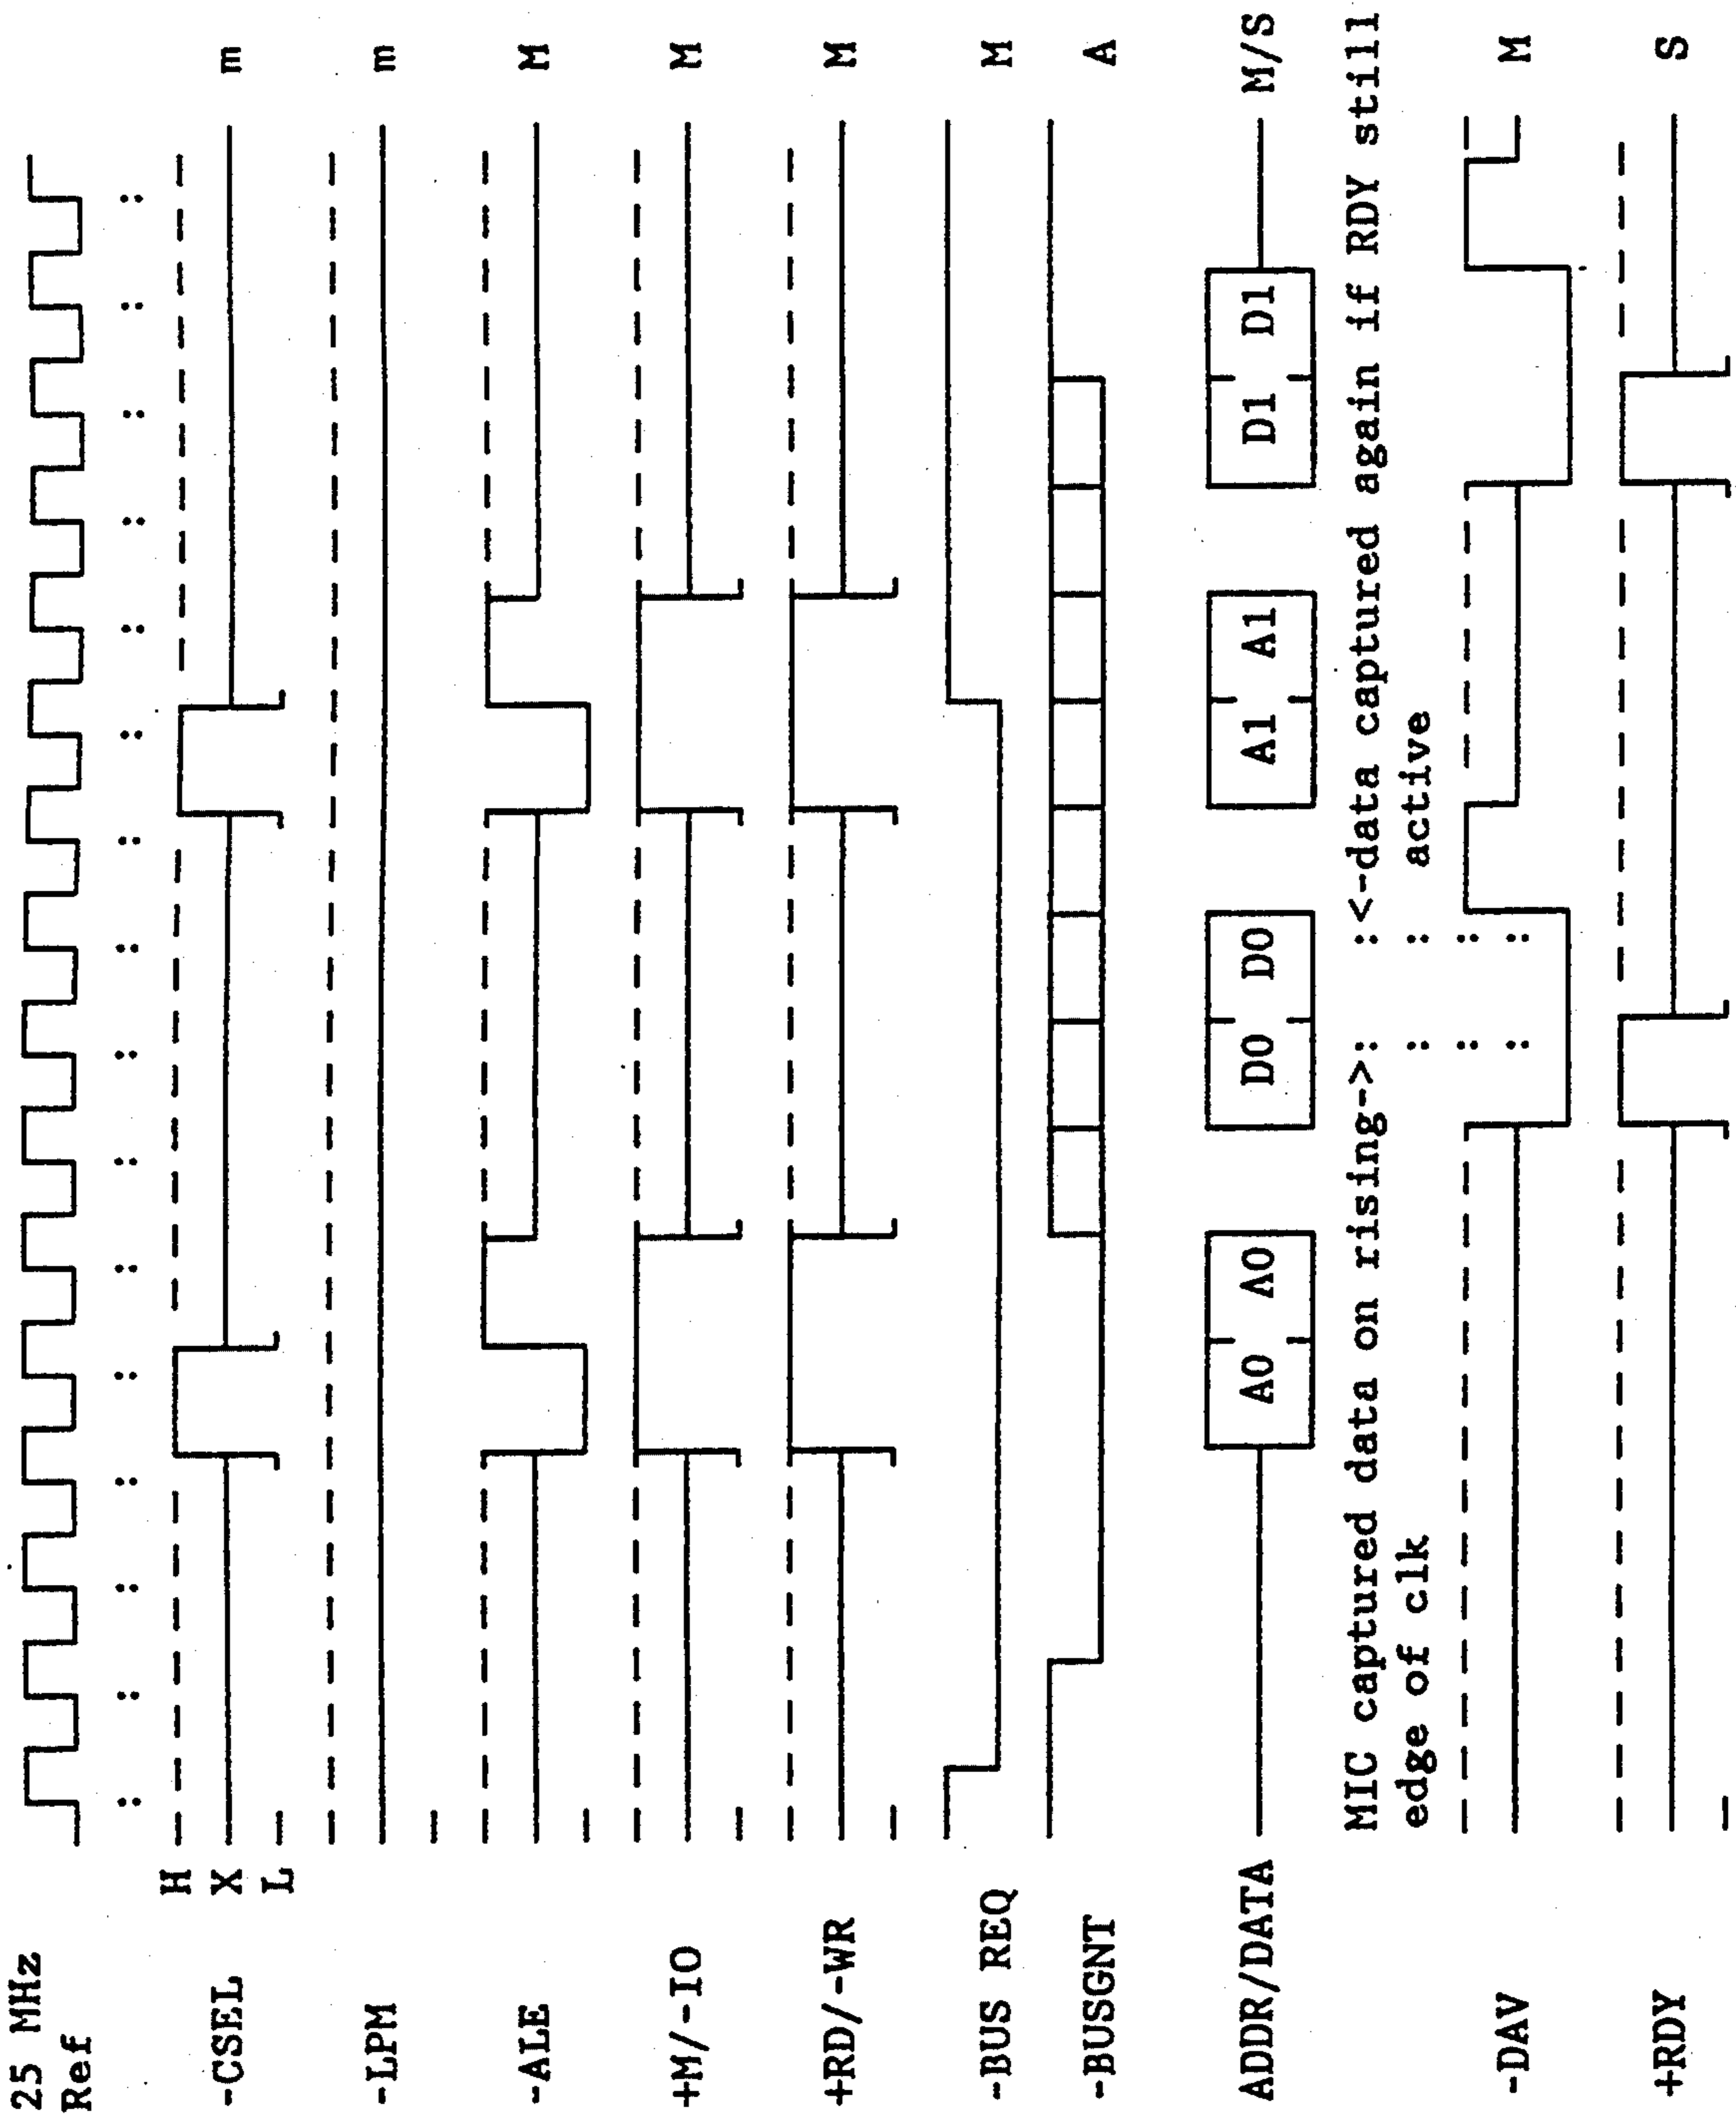 25 MHz
Ref
H
-CSEL X m
L
-LPM m
-ALE M
+M/-IO M
+RD/-WR M
-BUS REQ M
-BUSGNT A
ADDR/DATA A0 A0 D0 D0 A1 A1 D1 D1 M/S
MIC captured data on rising->: :<-data captured again if RDY still
edge of clk : : active
-DAV M
+RDY S